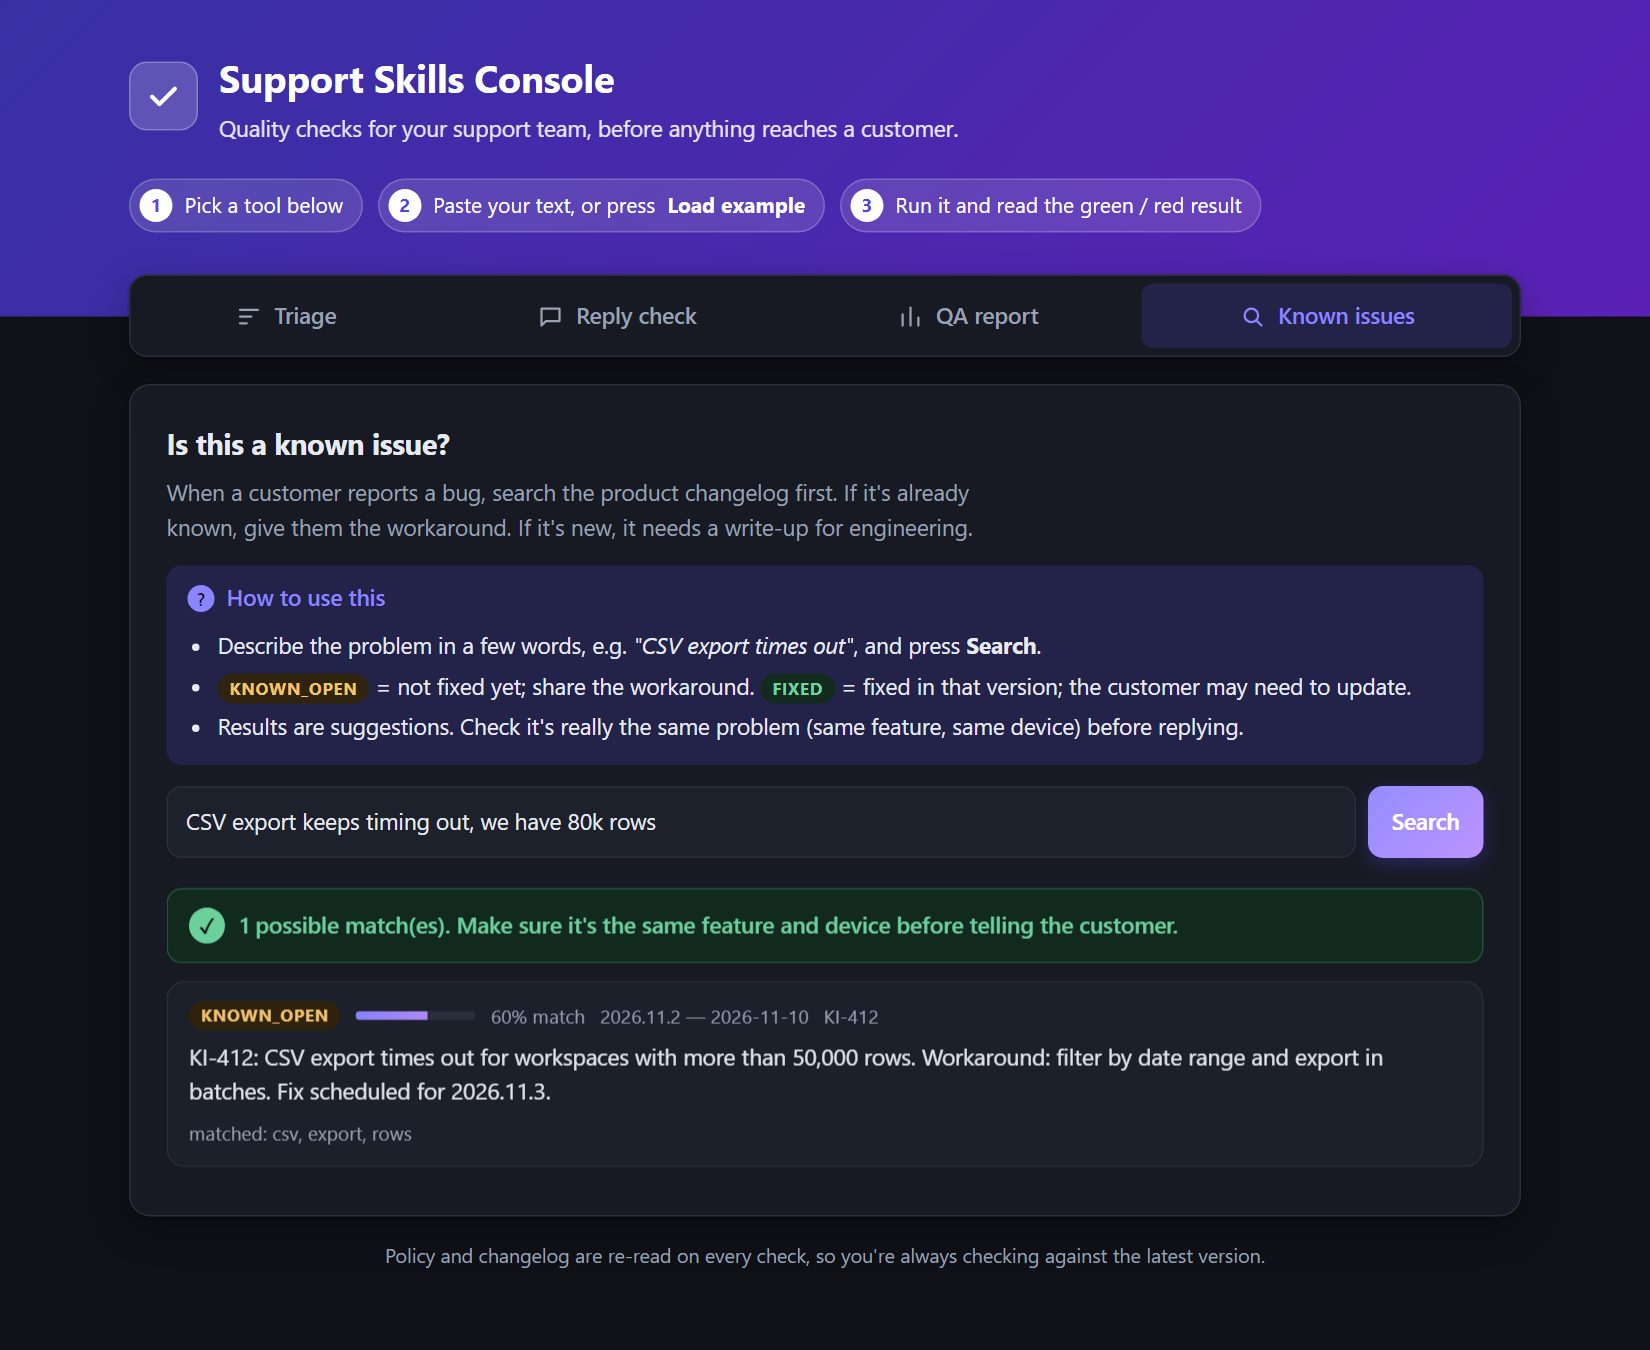 Support Skills Console
Quality checks for your support team, before anything reaches a customer.
1 Pick a tool below
2 Paste your text, or press Load example
3 Run it and read the green / red result
Triage
Reply check
QA report
Known issues
Is this a known issue?
When a customer reports a bug, search the product changelog first. If it's already
known, give them the workaround. If it's new, it needs a write-up for engineering.
? How to use this
• Describe the problem in a few words, e.g. "CSV export times out", and press Search.
• KNOWN_OPEN = not fixed yet; share the workaround. FIXED = fixed in that version; the customer may need to update.
• Results are suggestions. Check it's really the same problem (same feature, same device) before replying.
CSV export keeps timing out, we have 80k rows
Search
✓ 1 possible match(es). Make sure it's the same feature and device before telling the customer.
KNOWN_OPEN 60% match 2026.11.2 — 2026-11-10 KI-412
KI-412: CSV export times out for workspaces with more than 50,000 rows. Workaround: filter by date range and export in
batches. Fix scheduled for 2026.11.3.
matched: csv, export, rows
Policy and changelog are re-read on every check, so you're always checking against the latest version.